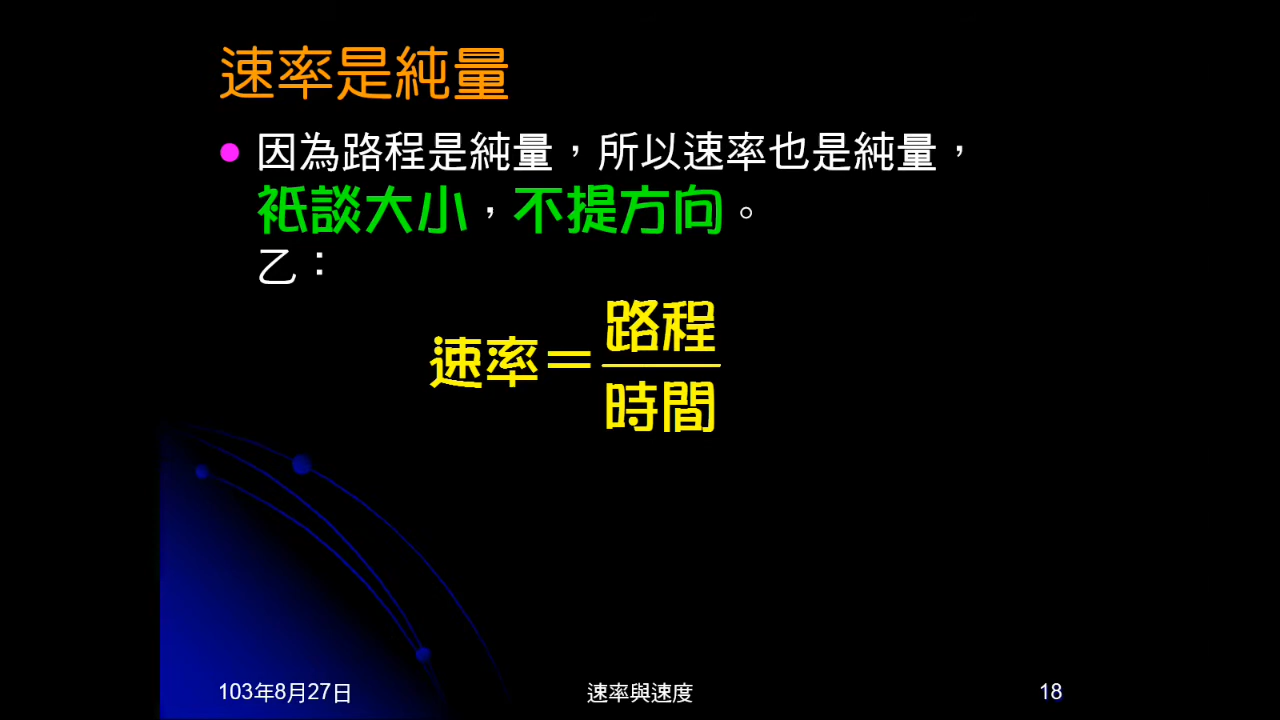 速率是純量
因為路程是純量，所以速率也是純量，
祇談大小，不提方向。
乙：
速率＝路程
時間
103年8月27日
速率與速度
18